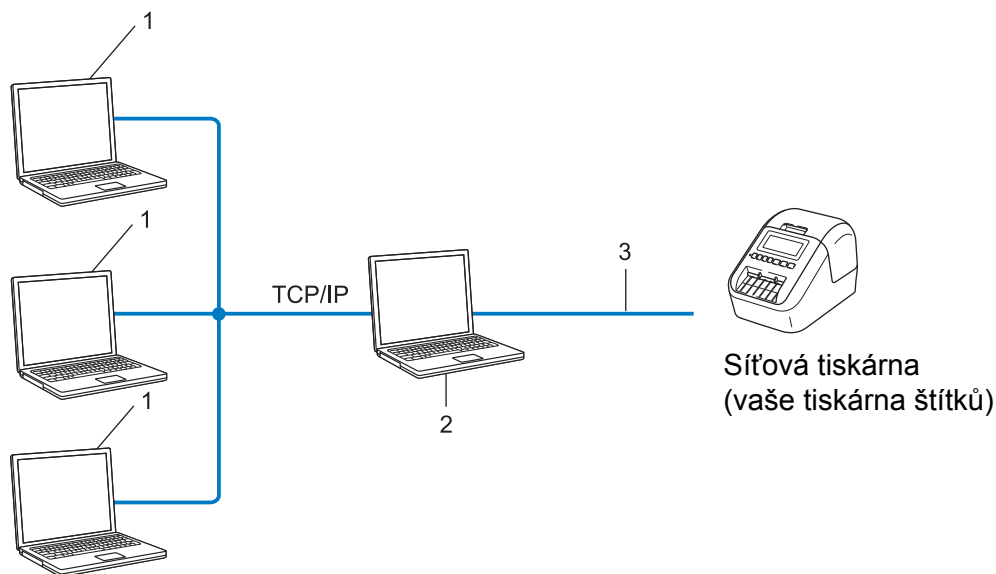 1
1
3
TCP/IP
Síťová tiskárna
(vaše tiskárna štítků)
1
2